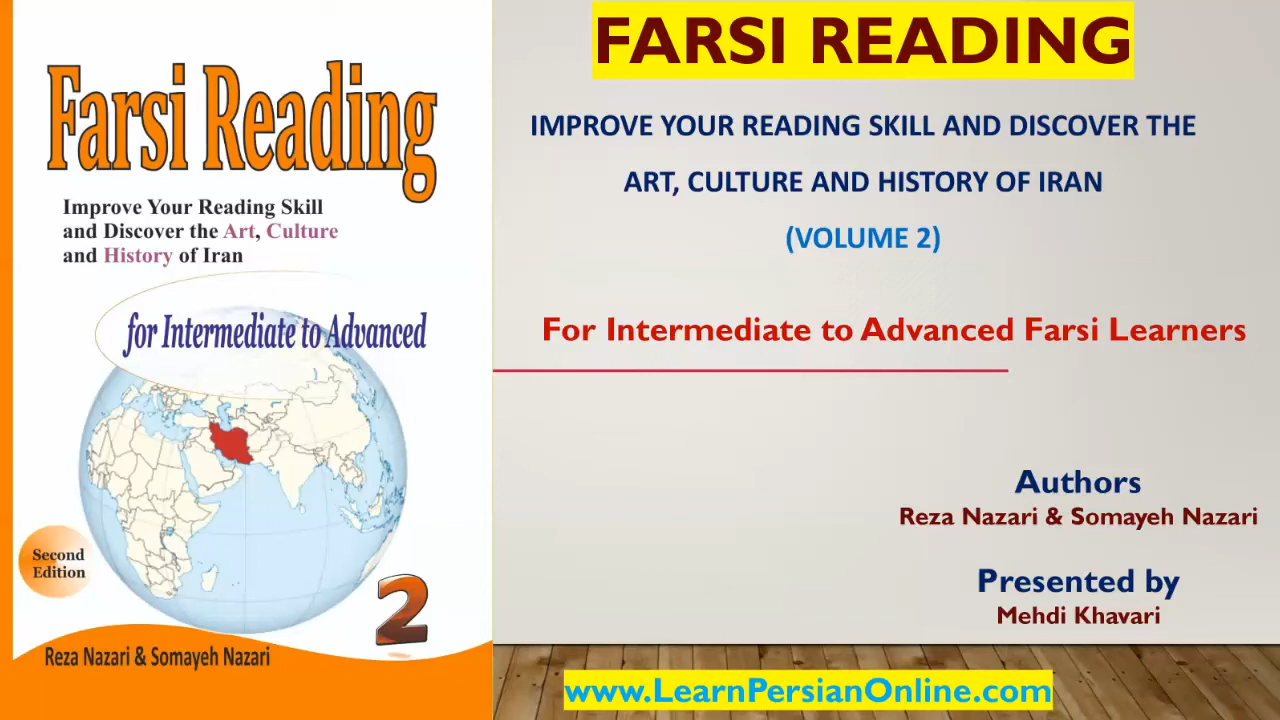 Farsi Reading
Improve Your Reading Skill
and Discover the Art, Culture
and History of Iran
for Intermediate to Advanced
Second
Edition
2
Reza Nazari & Somayeh Nazari
FARSI READING
IMPROVE YOUR READING SKILL AND DISCOVER THE
ART, CULTURE AND HISTORY OF IRAN
(VOLUME 2)
For Intermediate to Advanced Farsi Learners
Authors
Reza Nazari & Somayeh Nazari
Presented by
Mehdi Khavari
www.LearnPersianOnline.com